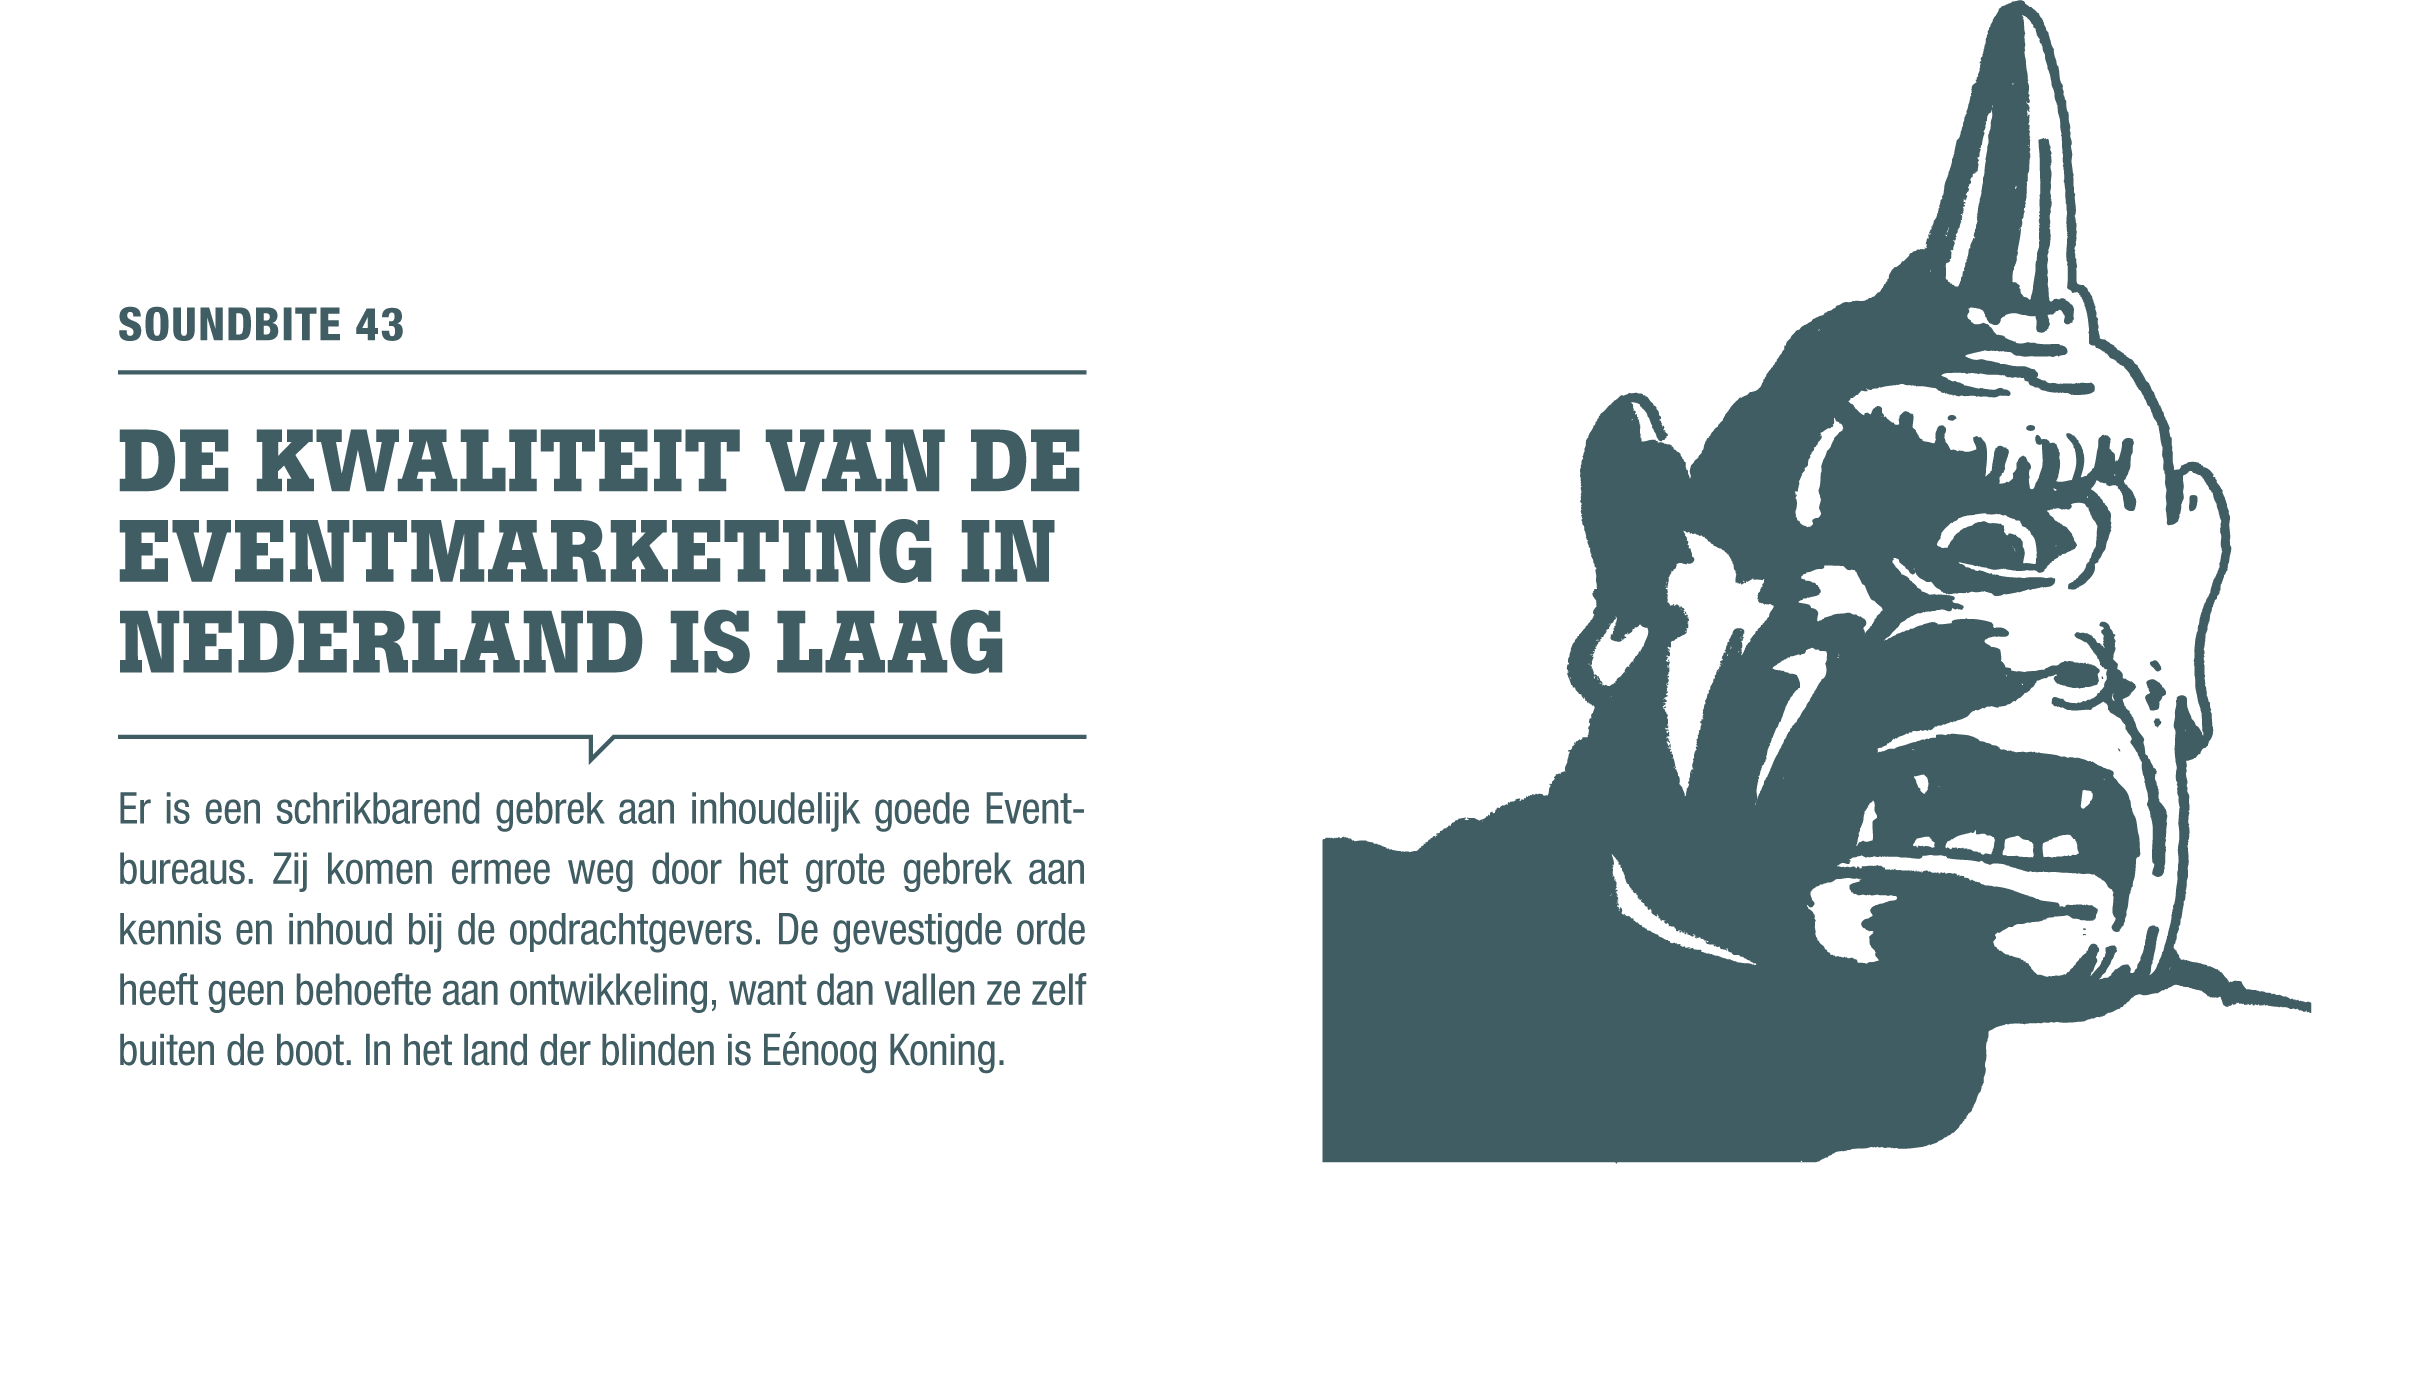 SOUNDBITE 43
DE KWALITEIT VAN DE
EVENTMARKETING IN
NEDERLAND IS LAAG
Er is een schrikbarend gebrek aan inhoudelijk goede Event-
bureaus. Zij komen ermee weg door het grote gebrek aan
kennis en inhoud bij de opdrachtgevers. De gevestigde orde
heeft geen behoefte aan ontwikkeling, want dan vallen ze zelf
buiten de boot. In het land der blinden is Eénoog Koning.